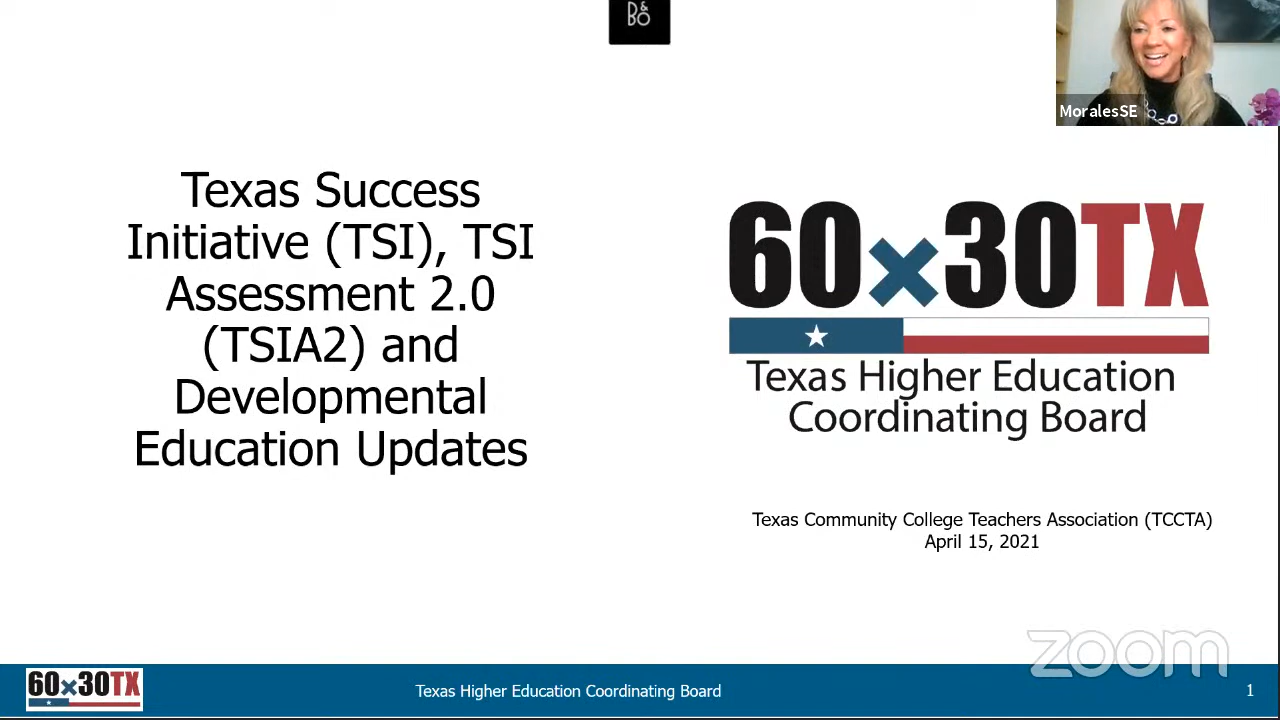 B&
BO
MoralesSE
Texas Success
Initiative (TSI), TSI
Assessment 2.0
(TSIA2) and
Developmental
Education Updates
60x30TX
Texas Higher Education
Coordinating Board
Texas Community College Teachers Association (TCCTA)
April 15, 2021
zoom
60x30TX
Texas Higher Education Coordinating Board
1